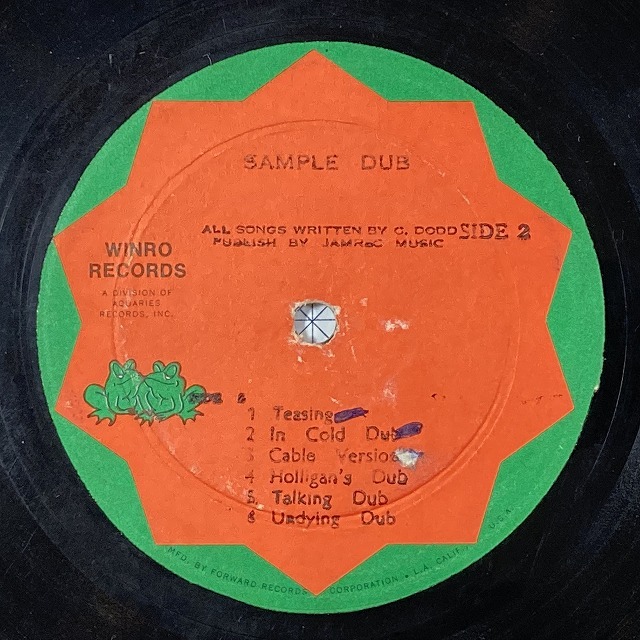 SAMPLE DUB
ALL SONGS WRITTEN BY C. DODD SIDE 2
PUBLISH BY JAMREC MUSIC
WINRO
RECORDS
A DIVISION OF
AQUARIES
RECORDS, INC.
1 Teasing
2 In Cold Dub
3 Cable Version
4 Holligan's Dub
5. Talking Dub
6 Undying Dub
MFD. BY FORWARD RECORDS CORPORATION • L.A. CALIF., U.S.A.